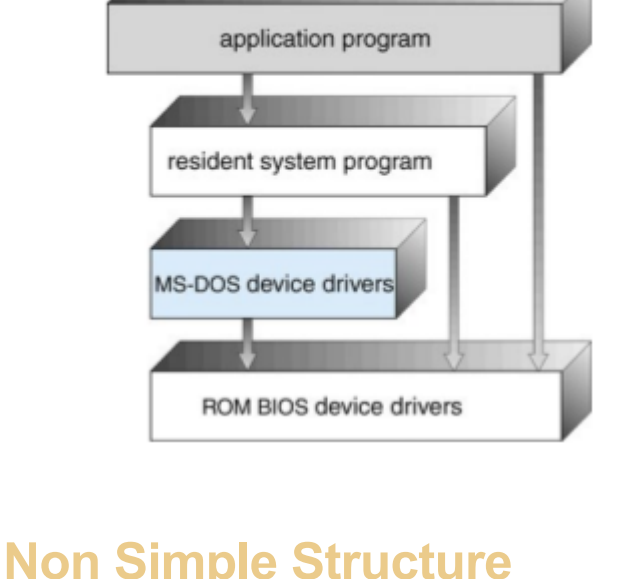 application program
resident system program
MS-DOS device drivers
ROM BIOS device drivers
Non Simple Structure